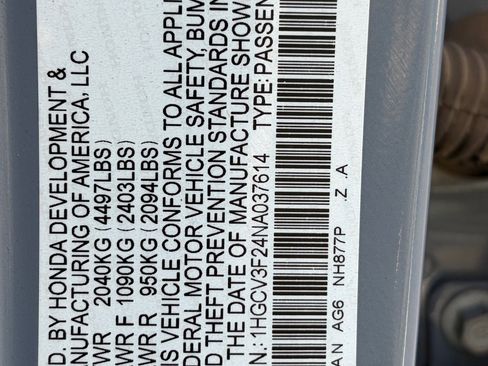 D. BY HONDA DEVELOPMENT &
NUFACTURING OF AMERICA, LLC
WR 2040KG (4497LBS)
WR F 1090KG (2403LBS)
WR R 950KG (2094LBS)
IS VEHICLE CONFORMS TO ALL APPLI
DERAL MOTOR VEHICLE SAFETY, BUM
D THEFT PREVENTION STANDARDS IN
THE DATE OF MANUFACTURE SHOW
N.: 1HGCV3F24NA037614 TYPE: PASSEN
AN AG6 NH877P .Z .A